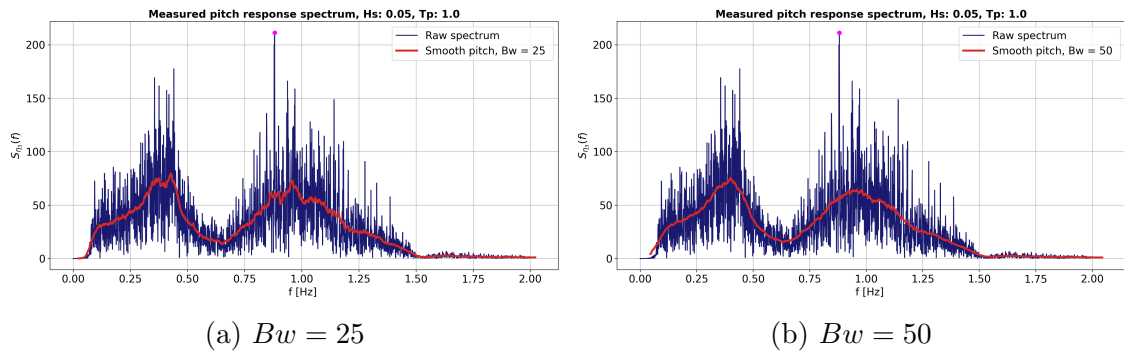 Measured pitch response spectrum, Hs: 0.05, Tp: 1.0
Raw spectrum
Smooth pitch, Bw = 25
S_{η₃}(f)
200
150
100
50
0
0.00 0.25 0.50 0.75 1.00 1.25 1.50 1.75 2.00
f [Hz]
(a) Bw = 25
Measured pitch response spectrum, Hs: 0.05, Tp: 1.0
Raw spectrum
Smooth pitch, Bw = 50
S_{η₃}(f)
200
150
100
50
0
0.00 0.25 0.50 0.75 1.00 1.25 1.50 1.75 2.00
f [Hz]
(b) Bw = 50